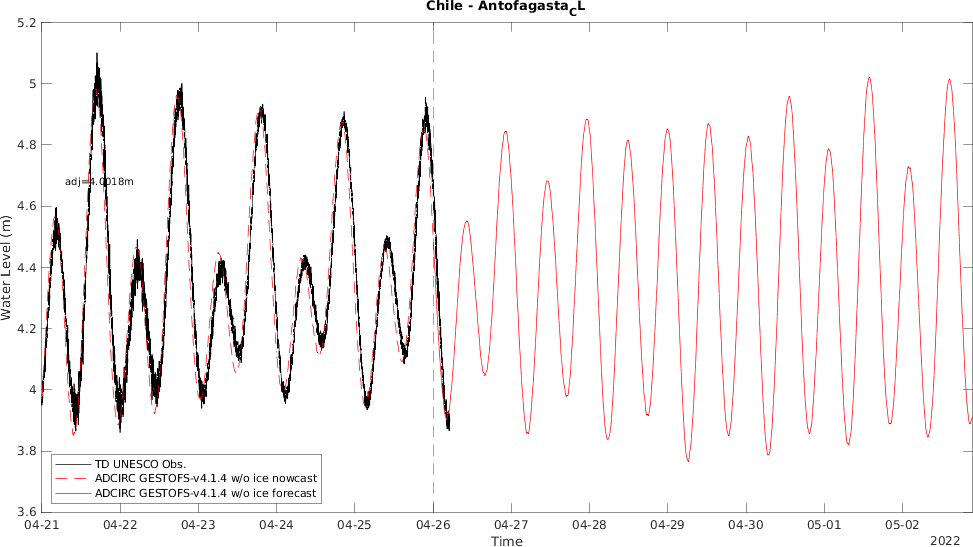 Chile - Antofagasta_CL
5.2
5
4.8
4.6
4.4
4.2
4
3.8
3.6
Water Level (m)
adj=4.0018m
TD UNESCO Obs.
ADCIRC GESTOFS-v4.1.4 w/o ice nowcast
ADCIRC GESTOFS-v4.1.4 w/o ice forecast
04-21 04-22 04-23 04-24 04-25 04-26 04-27 04-28 04-29 04-30 05-01 05-02
Time
2022